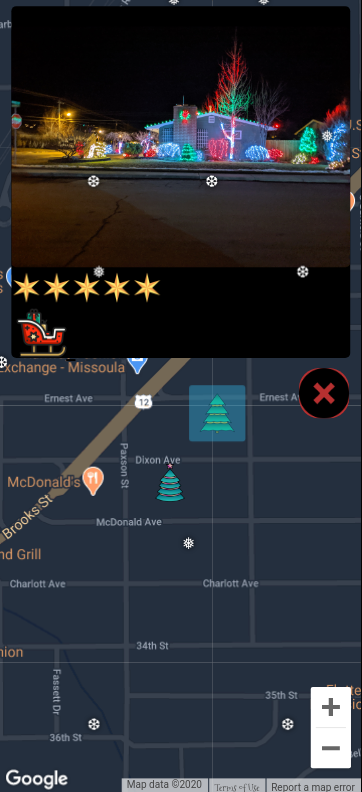 Exchange - Missoula
Ernest Ave
12
Ernest Av
Paxson St
Dixon Ave
McDonald's
McDonald Ave
Brooks St
nd Grill
Charlott Ave
Charlott Ave
nion
34th St
Fassett Dr
35th St
36th St
+
−
Google
Map data ©2020
Terms of Use
Report a map error